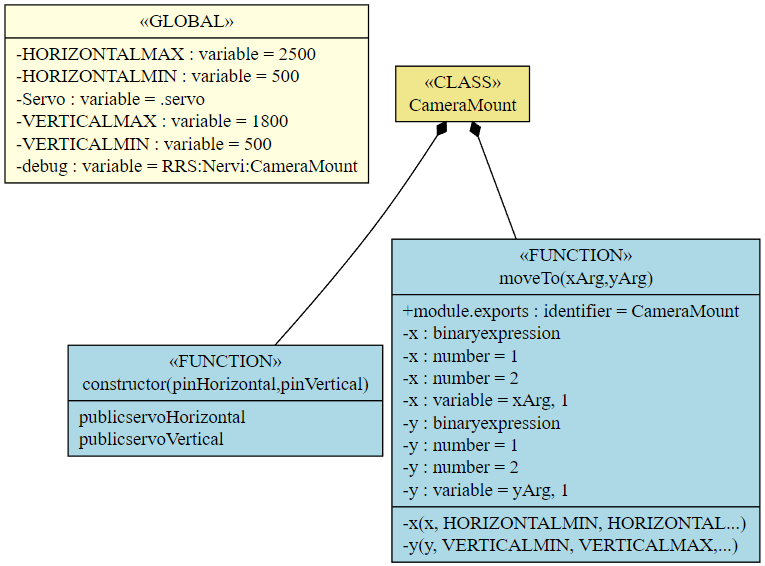 «GLOBAL»
-HORIZONTALMAX : variable = 2500
-HORIZONTALMIN : variable = 500
-Servo : variable = .servo
-VERTICALMAX : variable = 1800
-VERTICALMIN : variable = 500
-debug : variable = RRS:Nervi:CameraMount
«CLASS»
CameraMount
«FUNCTION»
constructor(pinHorizontal,pinVertical)
publicservoHorizontal
publicservoVertical
«FUNCTION»
moveTo(xArg,yArg)
+module.exports : identifier = CameraMount
-x : binaryexpression
-x : number = 1
-x : number = 2
-x : variable = xArg, 1
-y : binaryexpression
-y : number = 1
-y : number = 2
-y : variable = yArg, 1
-x(x, HORIZONTALMIN, HORIZONTAL...)
-y(y, VERTICALMIN, VERTICALMAX,...)